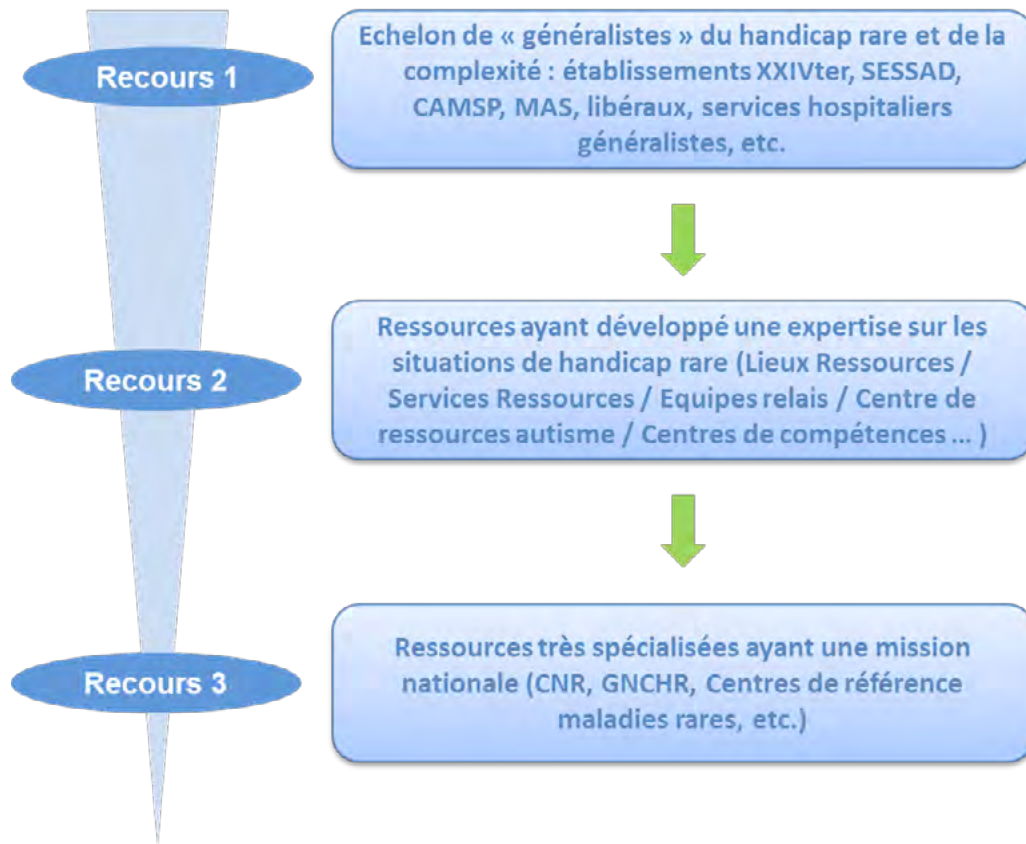 Recours 1
Echelon de « généralistes » du handicap rare et de la
complexité : établissements XXIVter, SESSAD,
CAMSP, MAS, libéraux, services hospitaliers
généralistes, etc.
Recours 2
Ressources ayant développé une expertise sur les
situations de handicap rare (Lieux Ressources /
Services Ressources / Equipes relais / Centre de
ressources autisme / Centres de compétences ... )
Recours 3
Ressources très spécialisées ayant une mission
nationale (CNR, GNCHR, Centres de référence
maladies rares, etc.)